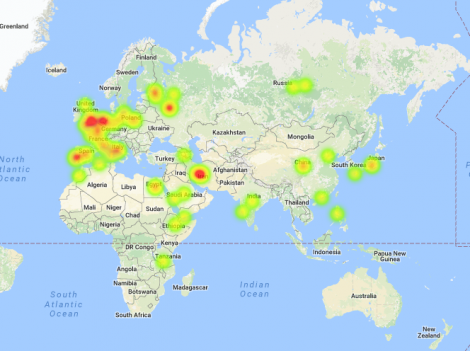 Greenland
Iceland
Finland
Sweden
Norway
Russia
United
Kingdom
Poland
Germany
Ukraine
France
Kazakhstan
Mongolia
Italy
Spain
Turkey
South Korea
Japan
China
Iraq
Afghanistan
Pakistan
Algeria
Libya
Egypt
Saudi Arabia
India
Mali
Niger
Sudan
Chad
Thailand
Nigeria
Ethiopia
DR Congo
Kenya
Tanzania
Indonesia
Papua New
Guinea
Angola
Namibia
Botswana
Madagascar
South Africa
Australia
New
Zealand
North
Atlantic
Ocean
South
Atlantic
Ocean
Indian
Ocean